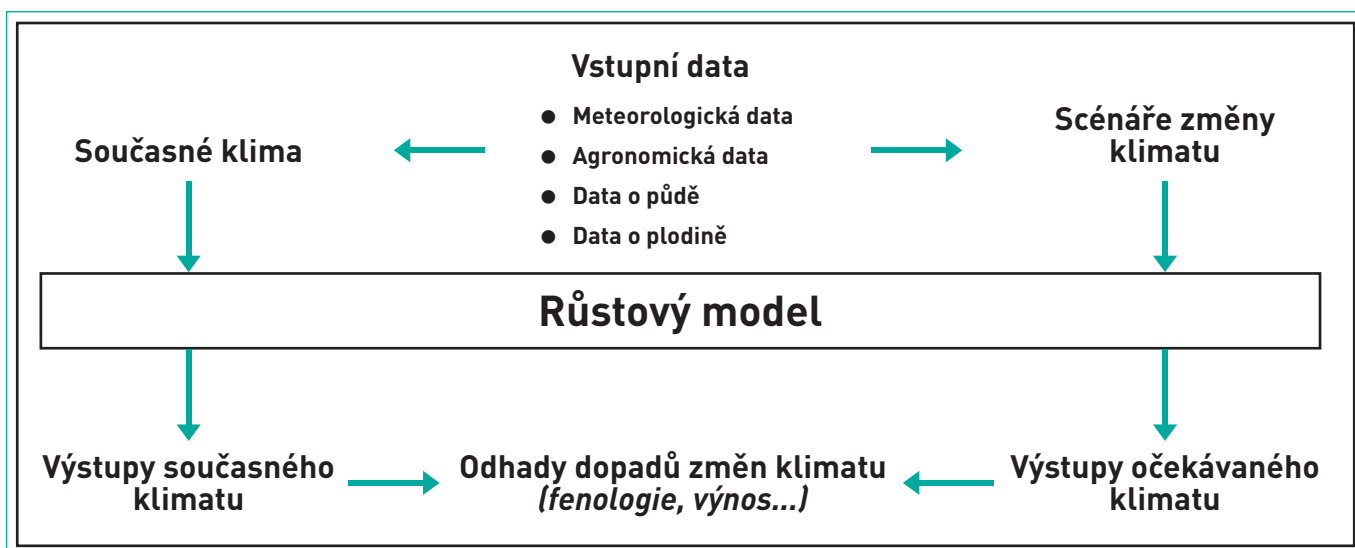 Vstupní data
● Meteorologická data
● Agronomická data
● Data o půdě
● Data o plodině
Současné klima
Scénáře změny
klimatu
Růstový model
Výstupy současného
klimatu
Odhady dopadů změn klimatu
(fenologie, výnos...)
Výstupy očekávaného
klimatu